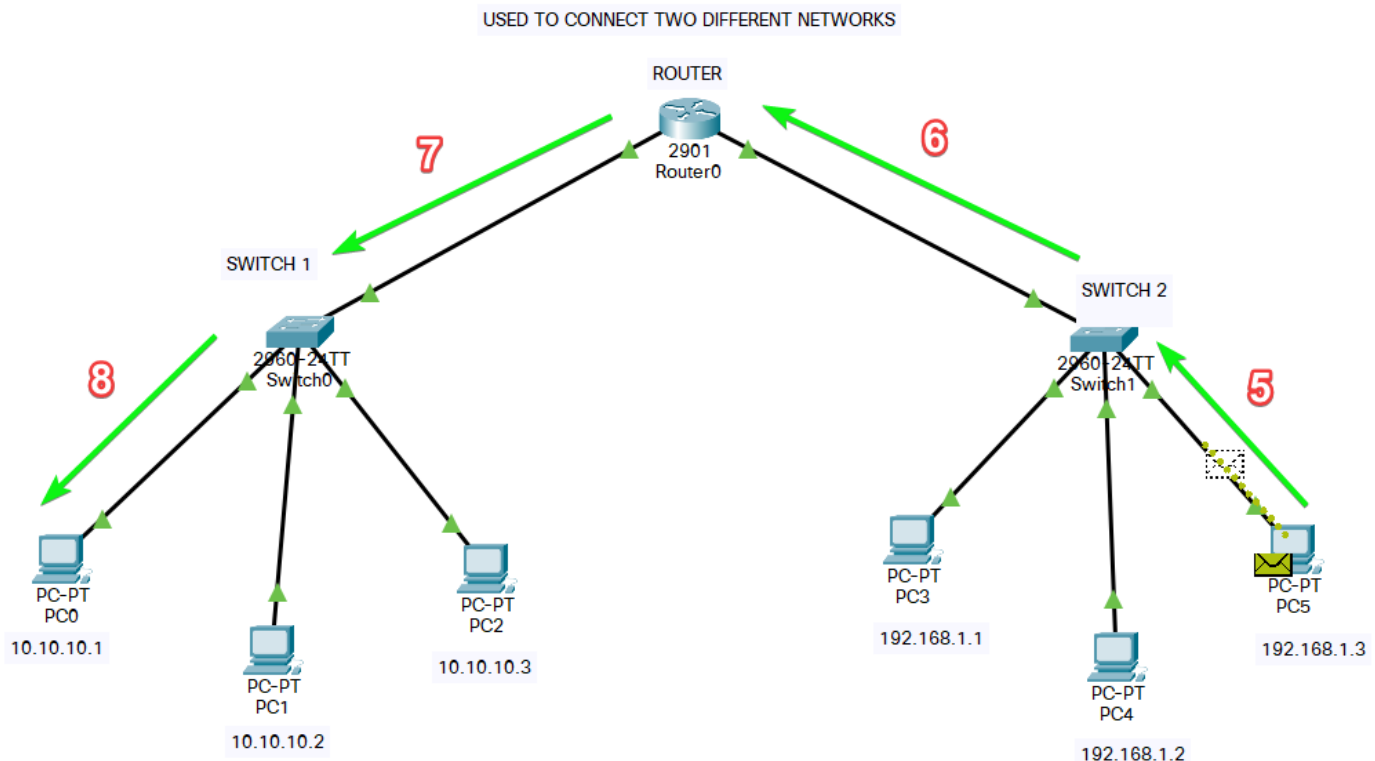 USED TO CONNECT TWO DIFFERENT NETWORKS
ROUTER
2901
Router0
6
7
SWITCH 1
SWITCH 2
2960-24TT
Switch0
2960-24TT
Switch1
8
5
PC-PT
PC0
10.10.10.1
PC-PT
PC1
10.10.10.2
PC-PT
PC2
10.10.10.3
PC-PT
PC3
192.168.1.1
PC-PT
PC4
192.168.1.2
PC-PT
PC5
192.168.1.3